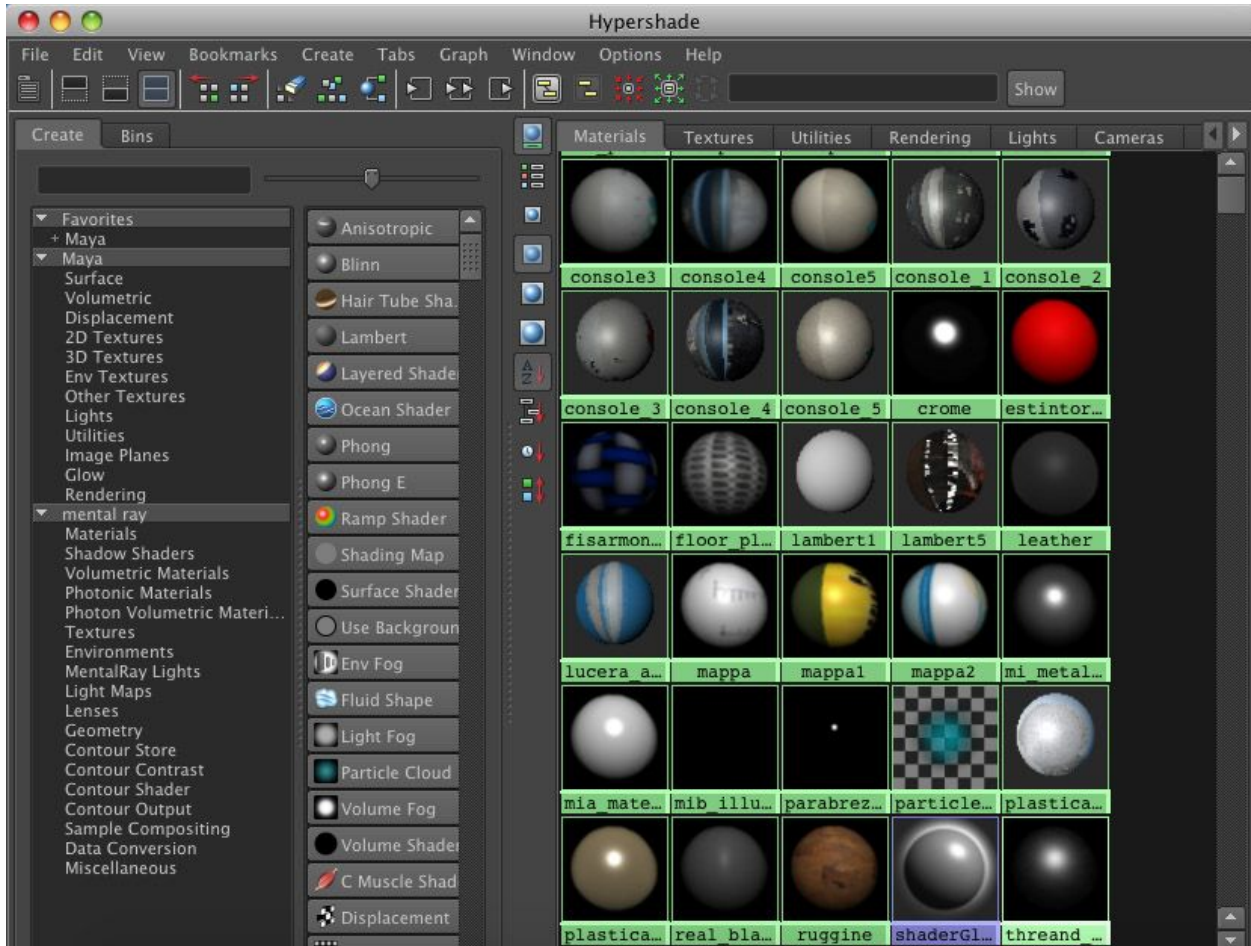 Hypershade
File Edit View Bookmarks Create Tabs Graph Window Options Help
Show
Create Bins
Favorites
+ Maya
Maya
Surface
Volumetric
Displacement
2D Textures
3D Textures
Env Textures
Other Textures
Lights
Utilities
Image Planes
Glow
Rendering
mental ray
Materials
Shadow Shaders
Volumetric Materials
Photonic Materials
Photon Volumetric Materi...
Textures
Environments
MentalRay Lights
Light Maps
Lenses
Geometry
Contour Store
Contour Contrast
Contour Shader
Contour Output
Sample Compositing
Data Conversion
Miscellaneous
Anisotropic
Blinn
Hair Tube Sha.
Lambert
Layered Shade
Ocean Shader
Phong
Phong E
Ramp Shader
Shading Map
Surface Shader
Use Backgroun
Env Fog
Fluid Shape
Light Fog
Particle Cloud
Volume Fog
Volume Shader
C Muscle Shad
Displacement
A
Z
Materials Textures Utilities Rendering Lights Cameras
console3 console4 console5 console_1 console_2
console_3 console_4 console_5 crome estintor...
fisarmon... floor_pl... lambert1 lambert5 leather
lucera_a... mappa mappa1 mappa2 mi_metal...
mia_mate... mib_illu... parabrez... particle... plastica...
plastica... real_bla... ruggine shaderGl... threand_...